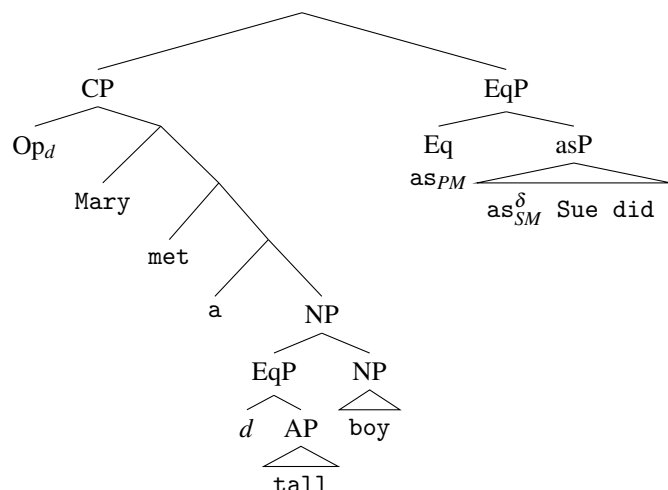 CP EqP
Op_d Eq asP
as_PM
Mary as^δ_SM Sue did
met
a NP
EqP NP
d AP boy
tall